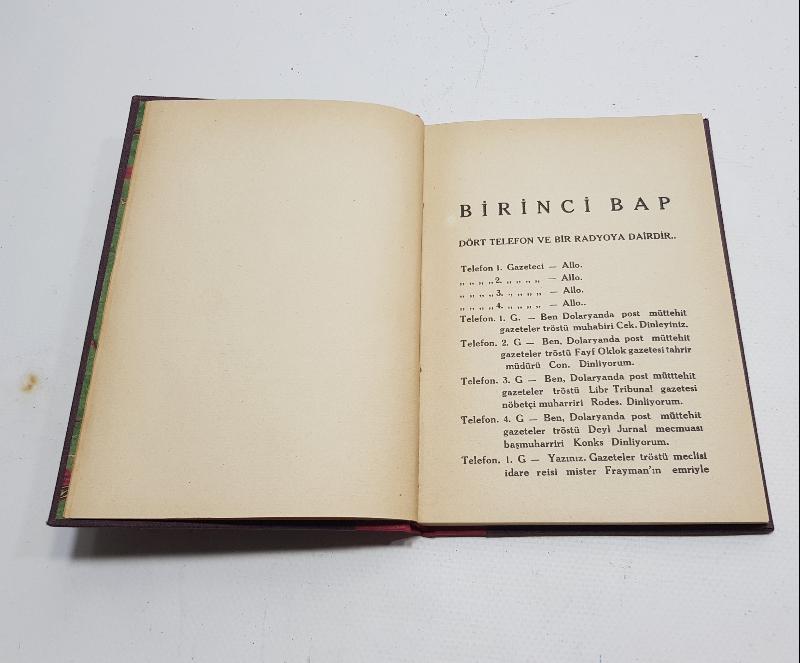 BİRİNCİ BAP
DÖRT TELEFON VE BİR RADYOYA DAİRDİR..
Telefon 1. Gazeteci — Allo.
„ „ „ „ 2. „ „ „ „ — Allo.
„ „ „ „ 3. „ „ „ „ — Allo.
„ „ „ „ 4. „ „ „ „ — Allo..
Telefon. 1. G. — Ben Dolaryanda post müttehit
gazeteler tröstü muhabiri Cek. Dinleyiniz.
Telefon. 2. G — Ben, Dolaryanda post müttehit
gazeteler tröstü Fayf Oklok gazetesi tahrir
müdürü Con. Dinliyorum.
Telefon. 3. G — Ben, Dolaryanda post mütttehit
gazeteler tröstü Libr Tribunal gazetesi
nöbetçi muharriri Rodes. Dinliyorum.
Telefon. 4. G — Ben, Dolaryanda post müttehit
gazeteler tröstü Deyl Jurnal mecmuası
başmuharriri Konks Dinliyorum.
Telefon. 1. G — Yazınız. Gazeteler tröstü meclisi
idare reisi mister Frayman'ın emriyle